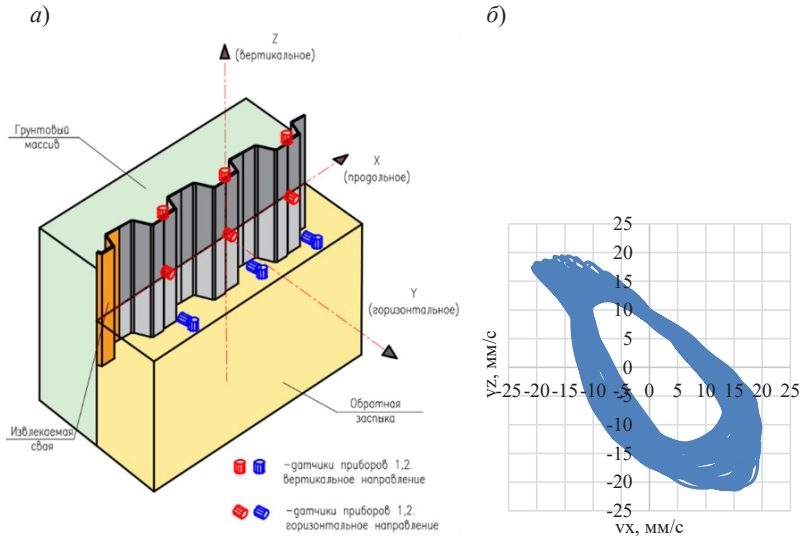 а)
б)
Z
(вертикальное)
Грунтовый
массив
X
(продольное)
Y
(горизонтальное)
Извлекаемая
свая
Обратная
заспыка
-датчики приборов 1,2.
вертикальное направление
-датчики приборов 1,2.
горизонтальное направление
25
20
15
10
5
0
-25 -20 -15 -10 -5 0 5 10 15 20 25
-5
-10
-15
-20
-25
vz, мм/с
vx, мм/с